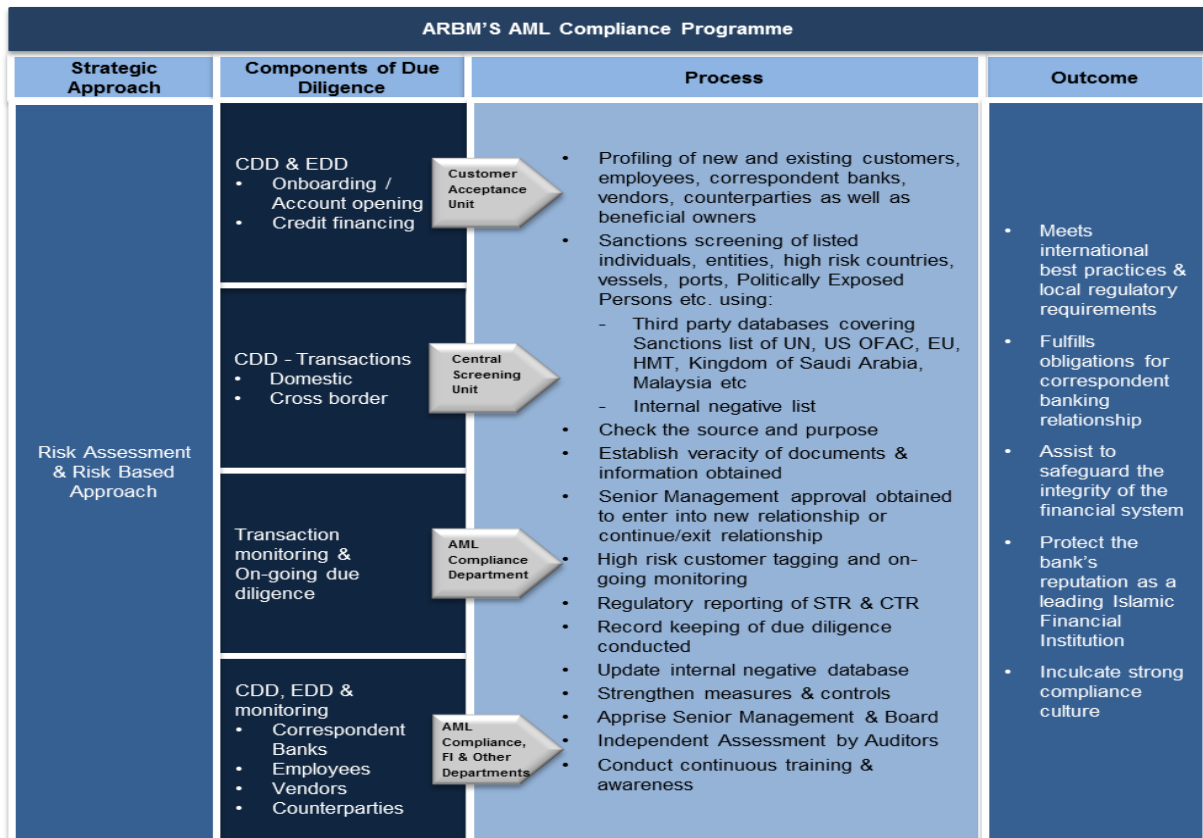 ARBM'S AML Compliance Programme
Strategic
Approach
Components of Due
Diligence
Process
Outcome
Risk Assessment
& Risk Based
Approach
CDD & EDD
• Onboarding /
Account opening
• Credit financing
Customer
Acceptance
Unit
CDD - Transactions
• Domestic
• Cross border
Central
Screening
Unit
Transaction
monitoring &
On-going due
diligence
AML
Compliance
Department
CDD, EDD &
monitoring
• Correspondent
Banks
• Employees
• Vendors
• Counterparties
AML
Compliance,
FI & Other
Departments
• Profiling of new and existing customers,
employees, correspondent banks,
vendors, counterparties as well as
beneficial owners
• Sanctions screening of listed
individuals, entities, high risk countries,
vessels, ports, Politically Exposed
Persons etc. using:
- Third party databases covering
Sanctions list of UN, US OFAC, EU,
HMT, Kingdom of Saudi Arabia,
Malaysia etc
- Internal negative list
• Check the source and purpose
• Establish veracity of documents &
information obtained
• Senior Management approval obtained
to enter into new relationship or
continue/exit relationship
• High risk customer tagging and on-
going monitoring
• Regulatory reporting of STR & CTR
• Record keeping of due diligence
conducted
• Update internal negative database
• Strengthen measures & controls
• Apprise Senior Management & Board
• Independent Assessment by Auditors
• Conduct continuous training &
awareness
• Meets
international
best practices &
local regulatory
requirements
• Fulfills
obligations for
correspondent
banking
relationship
• Assist to
safeguard the
integrity of the
financial system
• Protect the
bank's
reputation as a
leading Islamic
Financial
Institution
• Inculcate strong
compliance
culture